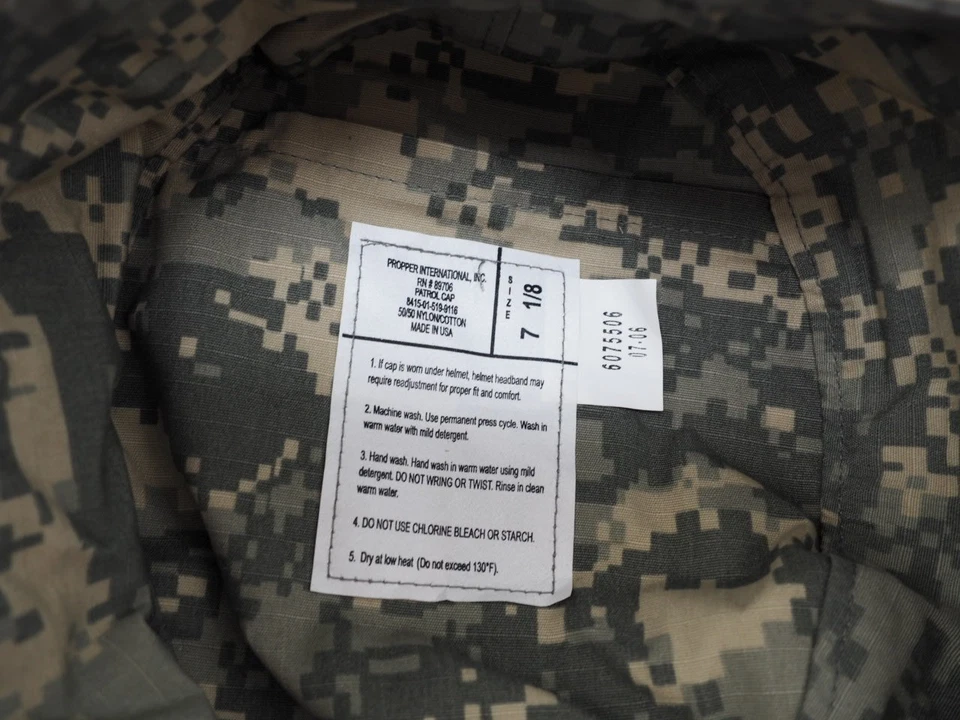 PROPPER INTERNATIONAL, INC.
RN # 89706
PATROL CAP
8415-01-519-9116
50/50 NYLON/COTTON
MADE IN USA
SIZE
7 1/8
1. If cap is worn under helmet, helmet headband may
require readjustment for proper fit and comfort.
2. Machine wash. Use permanent press cycle. Wash in
warm water with mild detergent.
3. Hand wash. Hand wash in warm water using mild
detergent. DO NOT WRING OR TWIST. Rinse in clean
warm water.
4. DO NOT USE CHLORINE BLEACH OR STARCH.
5. Dry at low heat (Do not exceed 130°F).
6075506
07-06